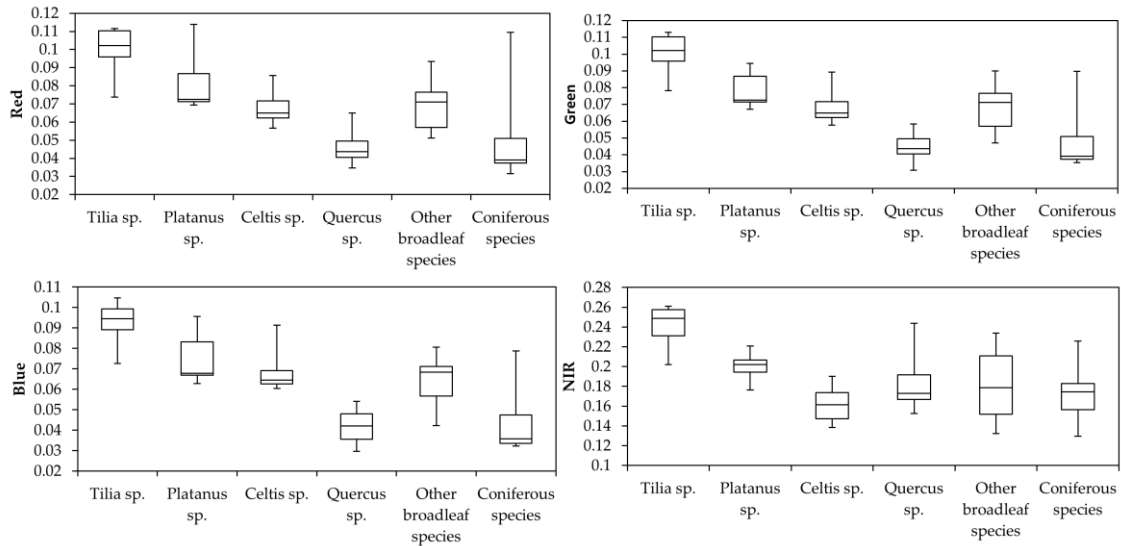 0.12
0.11
0.1
0.09
0.08
0.07
0.06
0.05
0.04
0.03
0.02
Red
Tilia sp.
Platanus
sp.
Celtis sp.
Quercus
sp.
Other
broadleaf
species
Coniferous
species
0.12
0.11
0.1
0.09
0.08
0.07
0.06
0.05
0.04
0.03
0.02
Green
Tilia sp.
Platanus
sp.
Celtis sp.
Quercus
sp.
Other
broadleaf
species
Coniferous
species
0.11
0.1
0.09
0.08
0.07
0.06
0.05
0.04
0.03
0.02
Blue
Tilia sp.
Platanus
sp.
Celtis sp.
Quercus
sp.
Other
broadleaf
species
Coniferous
species
0.28
0.26
0.24
0.22
0.2
0.18
0.16
0.14
0.12
0.1
NIR
Tilia sp.
Platanus
sp.
Celtis sp.
Quercus
sp.
Other
broadleaf
species
Coniferous
species